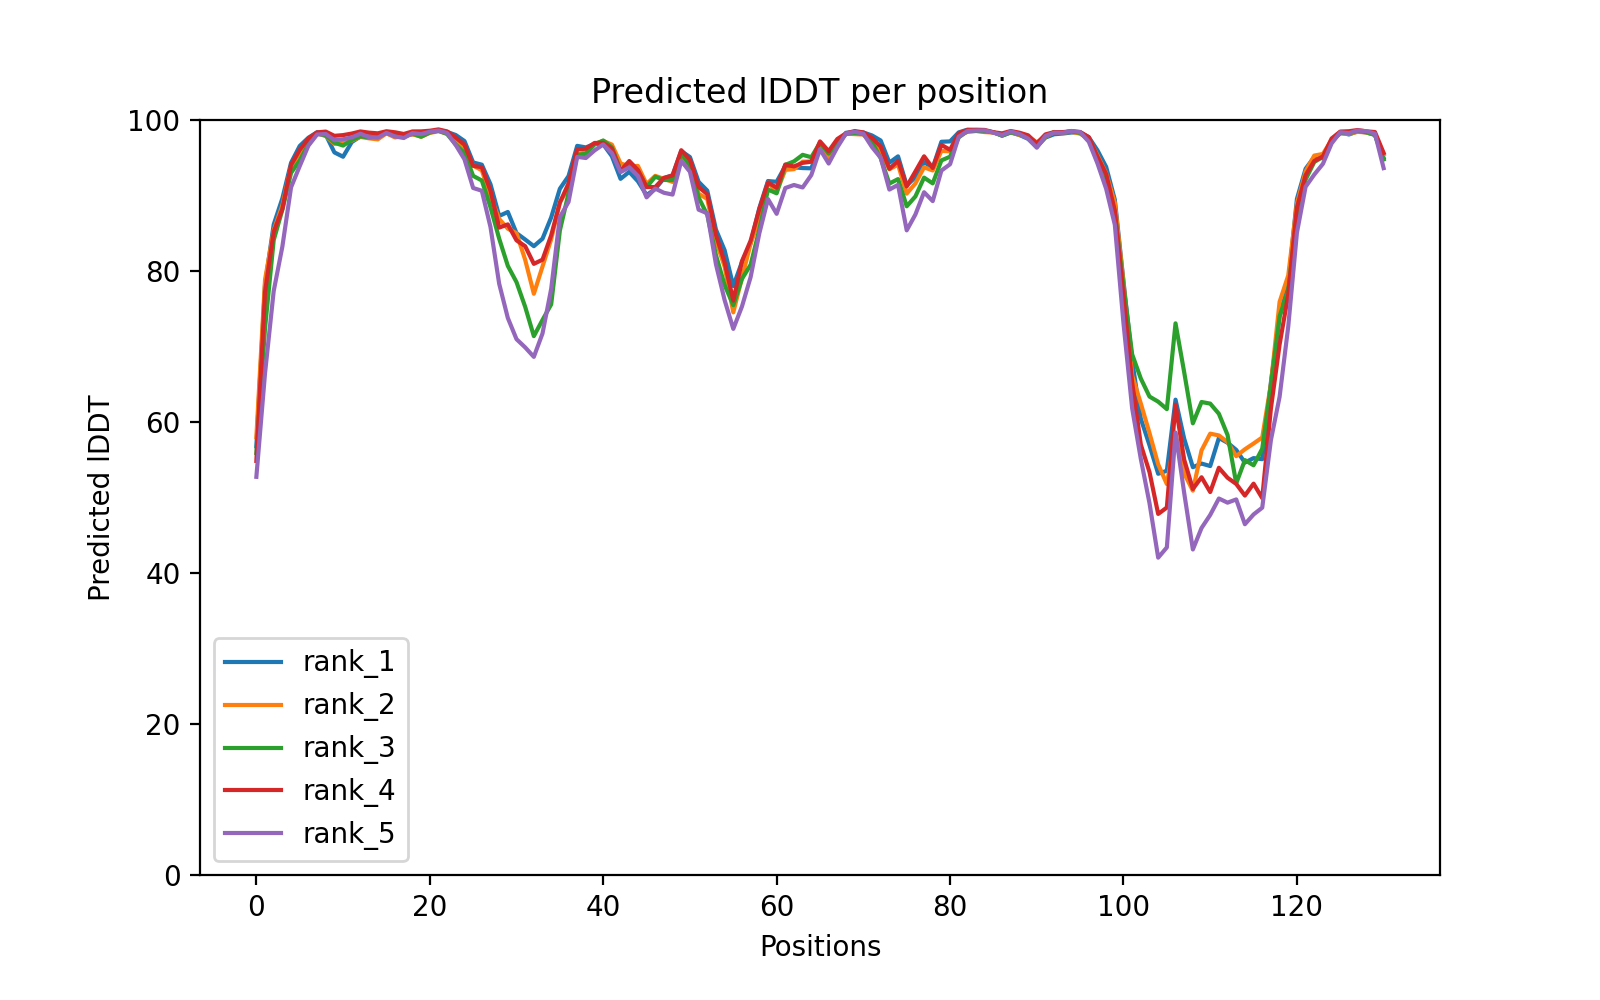 Predicted lDDT per position
100
80
60
40
20
0
Predicted lDDT
rank_1
rank_2
rank_3
rank_4
rank_5
0 20 40 60 80 100 120
Positions